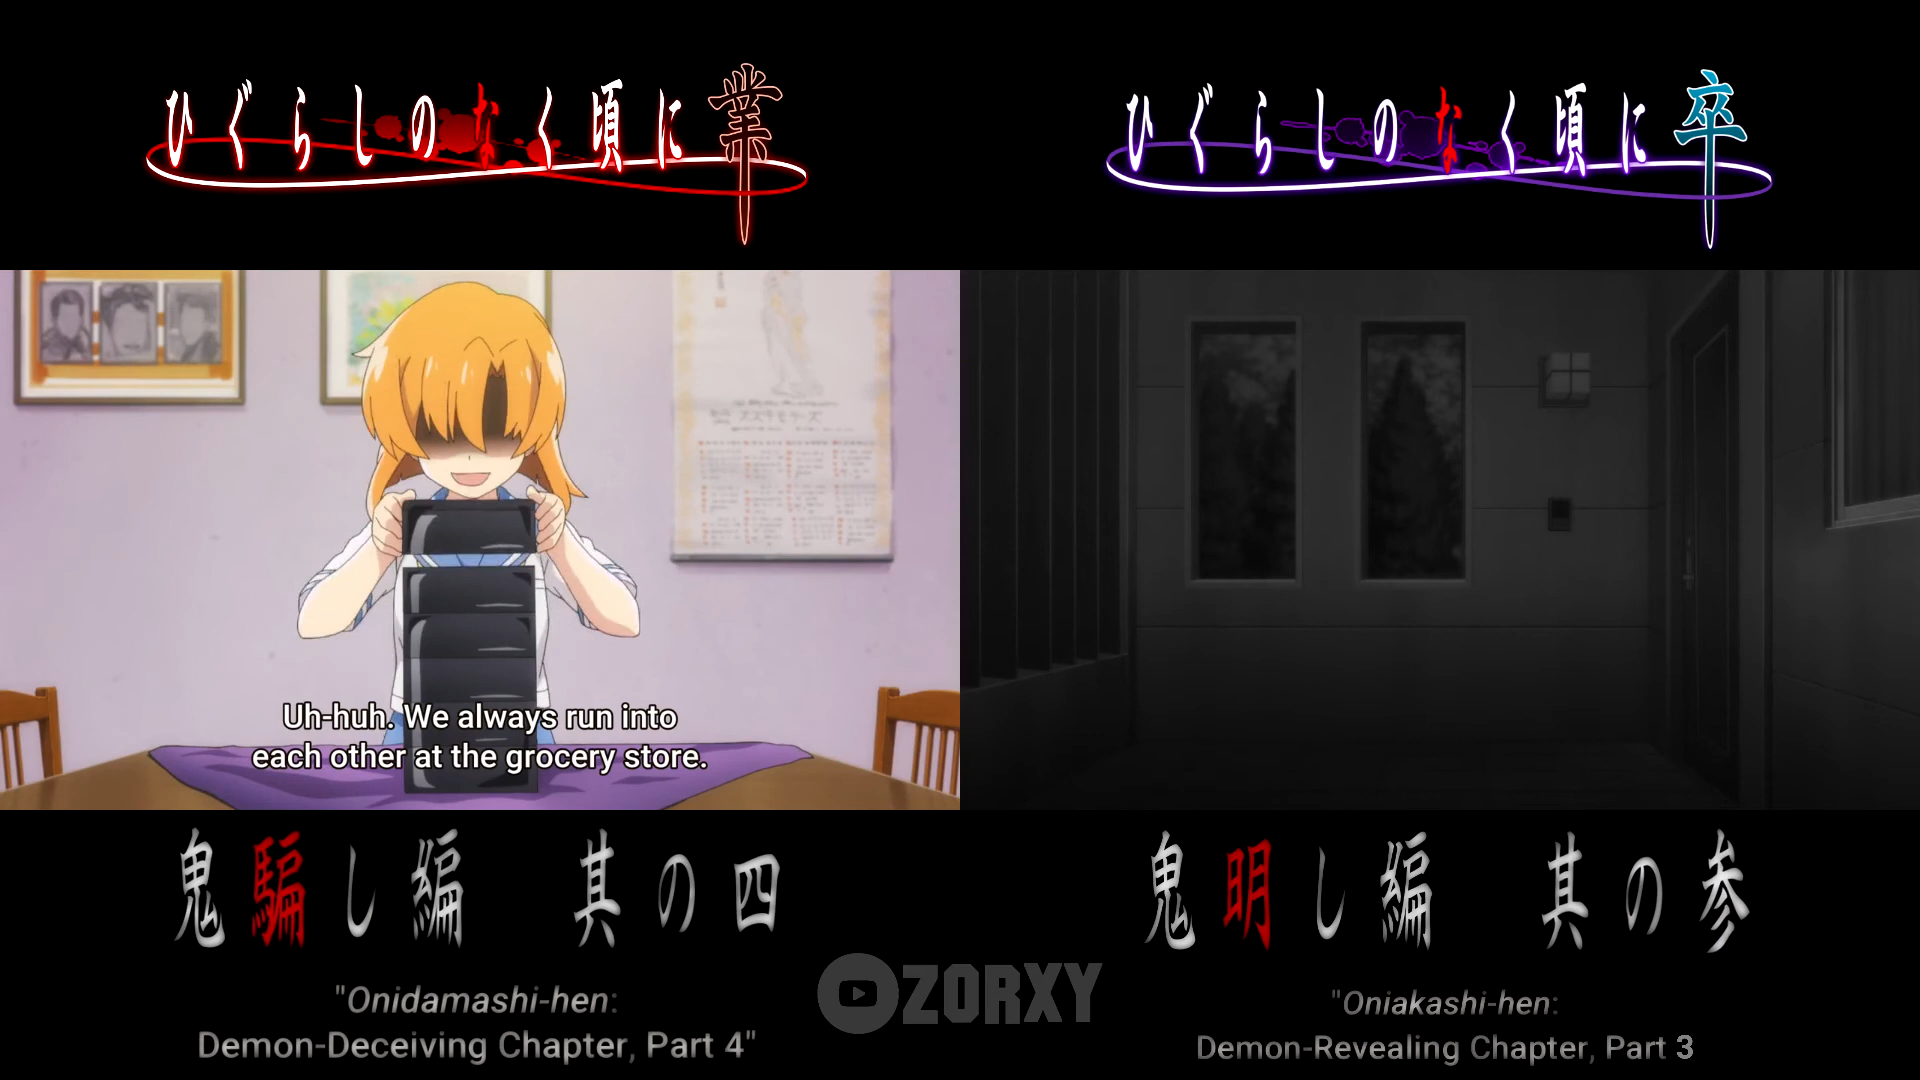 ひぐらしのなく頃に業
ひぐらしのなく頃に卒
Uh-huh. We always run into
each other at the grocery store.
鬼騙し編 其の四
"Onidamashi-hen:
Demon-Deceiving Chapter, Part 4"
鬼明し編 其の参
"Oniakashi-hen:
Demon-Revealing Chapter, Part 3
ZORXY